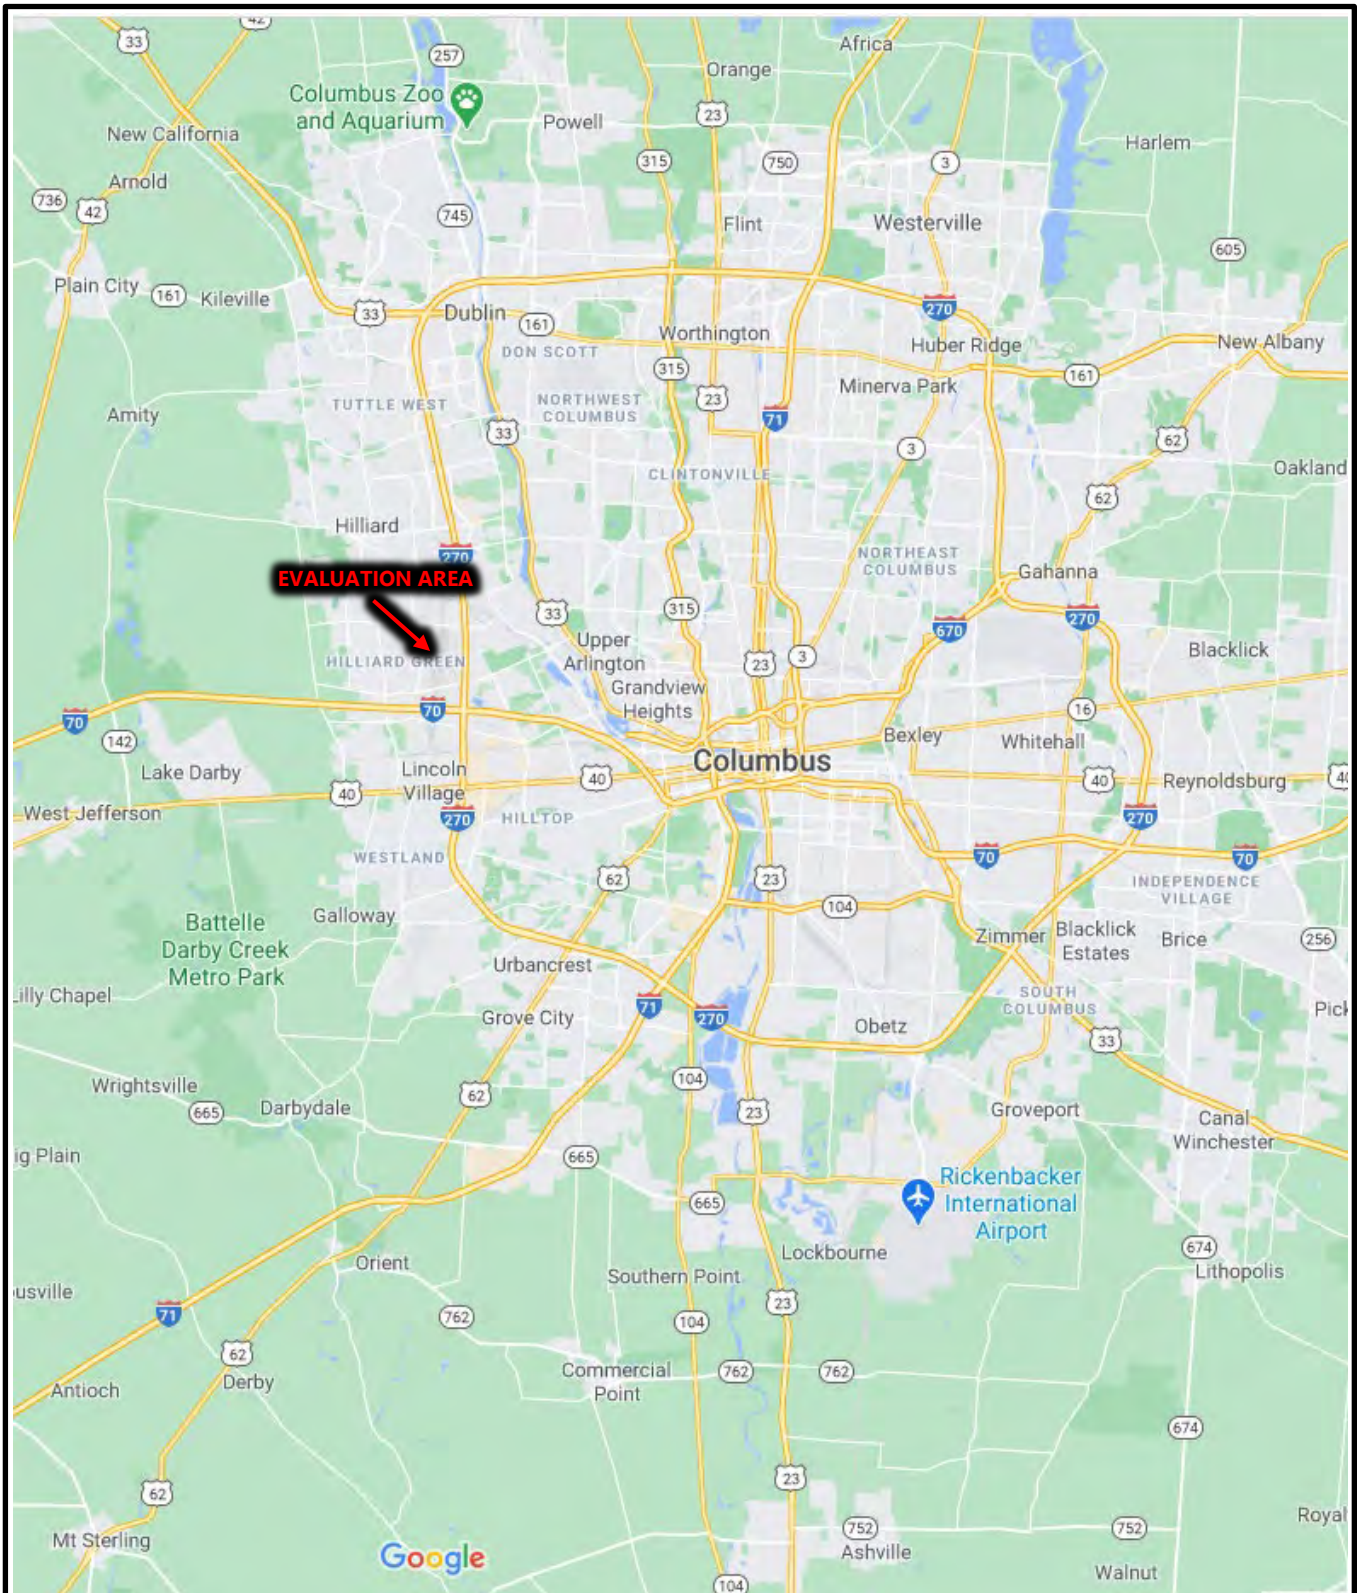 42
33
257
Africa
Orange
Columbus Zoo
and Aquarium
23
Powell
New California
Harlem
315
750
3
Arnold
736
42
745
Flint
Westerville
605
Plain City
161
Kileville
33
Dublin
161
270
Worthington
Huber Ridge
New Albany
DON SCOTT
315
161
Minerva Park
23
TUTTLE WEST
NORTHWEST
COLUMBUS
Amity
71
33
3
62
CLINTONVILLE
Oakland
62
Hilliard
270
NORTHEAST
COLUMBUS
Gahanna
EVALUATION AREA
33
315
270
670
Upper
Arlington
23
3
Blacklick
HILLIARD GREEN
Grandview
Heights
70
70
16
142
Bexley
Whitehall
Columbus
Lake Darby
Lincoln
Village
40
40
40
Reynoldsburg
40
West Jefferson
270
HILLTOP
270
WESTLAND
70
70
62
23
INDEPENDENCE
VILLAGE
104
Galloway
Battelle
Darby Creek
Metro Park
Zimmer
Blacklick
Estates
Brice
256
Urbancrest
Lilly Chapel
71
270
SOUTH
COLUMBUS
Grove City
Obetz
33
104
Wrightsville
62
665
Darbydale
23
Groveport
Canal
Winchester
ig Plain
665
Rickenbacker
International
Airport
665
Lockbourne
674
Orient
Southern Point
Lithopolis
usville
71
23
762
104
62
Commercial
Point
762
762
Antioch
Derby
674
23
62
Royal
Mt Sterling
752
752
Google
Ashville
Walnut
104